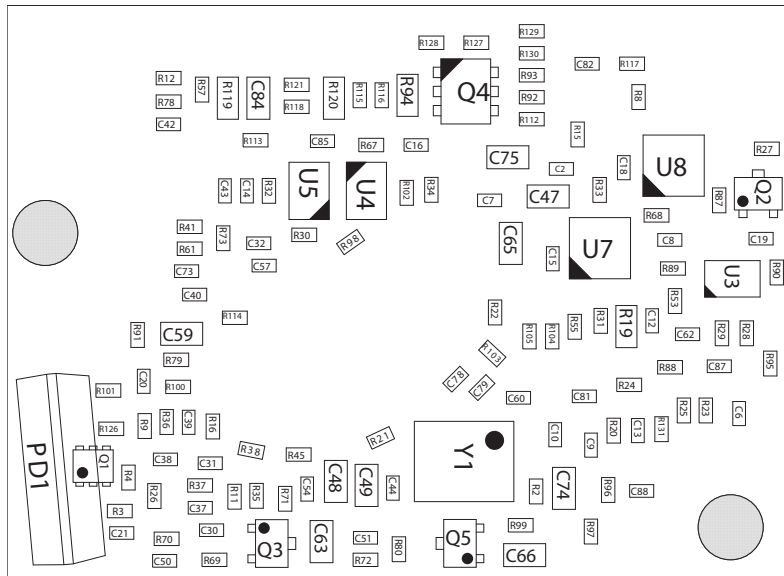 R129
R128
R127
R130
C82
R117
R12
R57
R119
C84
R121
R120
R115
R116
R94
Q4
R93
R78
R118
R92
R8
C42
R112
R113
C85
R67
C16
R15
R27
C75
C2
C18
U8
C43
C14
R32
U5
U4
R102
R34
C7
C47
R33
R87
Q2
R68
R41
R73
R30
R98
C32
C65
U7
C8
C19
R61
C15
C57
C73
R89
U3
R90
C40
R53
R114
R22
R55
R31
R19
C12
R91
C59
R105
R104
C62
R29
R28
R79
R103
R88
C87
R95
C20
R100
C78
C79
R24
R101
C60
C81
R25
R23
C6
R126
R9
R36
C39
R16
R21
Y1
C10
C9
R20
C13
R131
PD1
Q1
C38
C31
R38
R45
R4
R26
R37
R11
R35
R71
C54
C48
C49
C44
R2
C74
R96
C88
R3
C37
C21
R70
C30
Q3
C63
C51
R80
Q5
R99
R97
C50
R69
R72
C66